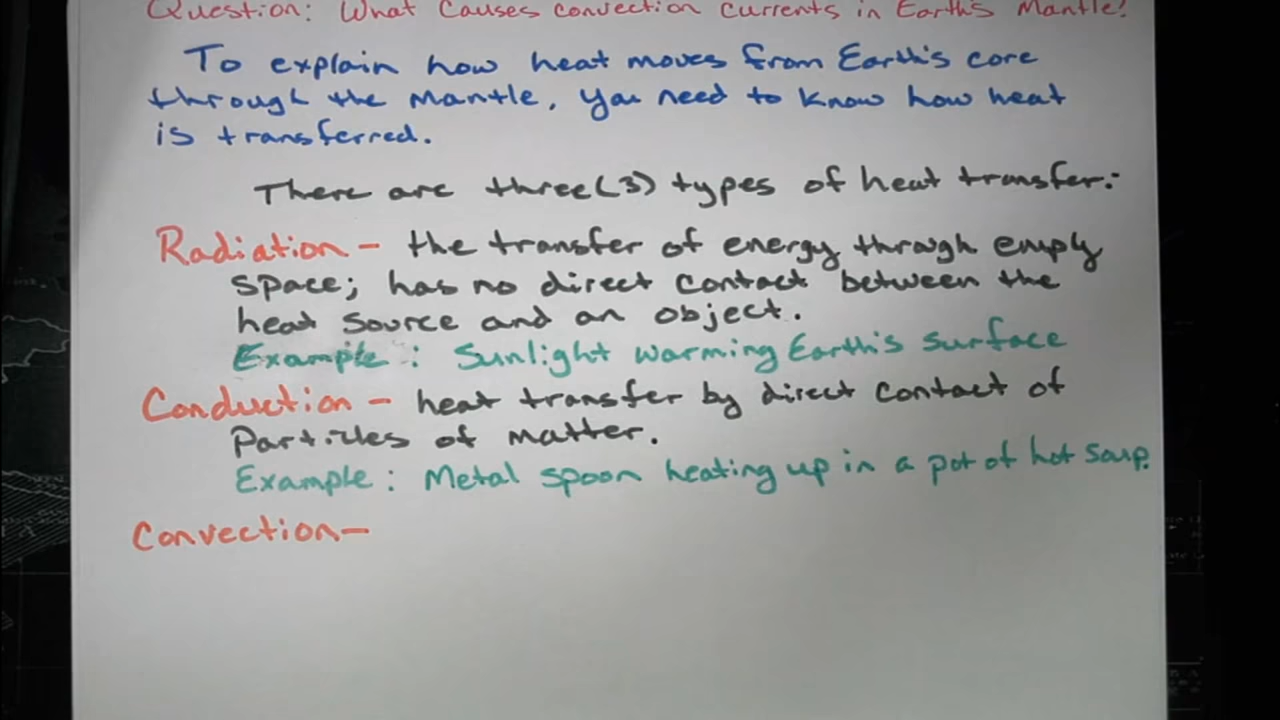 Question: What Causes convection currents in Earth's Mantle?
To explain how heat moves from Earth's core
through the Mantle, you need to know how heat
is transferred.
There are three(3) types of heat transfer:
Radiation - the transfer of energy through empty
space; has no direct contact between the
heat source and an object.
Example : Sunlight warming Earth's surface
Conduction - heat transfer by direct contact of
Particles of matter.
Example : Metal spoon heating up in a pot of hot soup.
Convection-